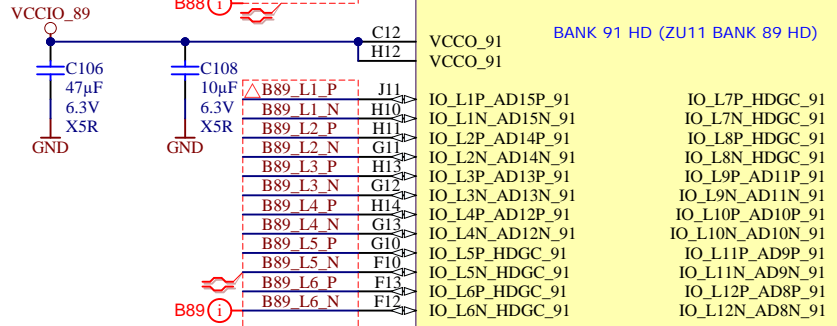 B88 i
VCCIO_89
C12 VCCO_91 BANK 91 HD (ZU11 BANK 89 HD)
H12 VCCO_91
C106 C108
47µF 10µF
6.3V 6.3V
X5R X5R
GND GND
B89_L1_P J11 IO_L1P_AD15P_91 IO_L7P_HDGC_91
B89_L1_N H10 IO_L1N_AD15N_91 IO_L7N_HDGC_91
B89_L2_P H11 IO_L2P_AD14P_91 IO_L8P_HDGC_91
B89_L2_N G11 IO_L2N_AD14N_91 IO_L8N_HDGC_91
B89_L3_P H13 IO_L3P_AD13P_91 IO_L9P_AD11P_91
B89_L3_N G12 IO_L3N_AD13N_91 IO_L9N_AD11N_91
B89_L4_P H14 IO_L4P_AD12P_91 IO_L10P_AD10P_91
B89_L4_N G13 IO_L4N_AD12N_91 IO_L10N_AD10N_91
B89_L5_P G10 IO_L5P_HDGC_91 IO_L11P_AD9P_91
B89_L5_N F10 IO_L5N_HDGC_91 IO_L11N_AD9N_91
B89_L6_P F13 IO_L6P_HDGC_91 IO_L12P_AD8P_91
B89 i B89_L6_N F12 IO_L6N_HDGC_91 IO_L12N_AD8N_91